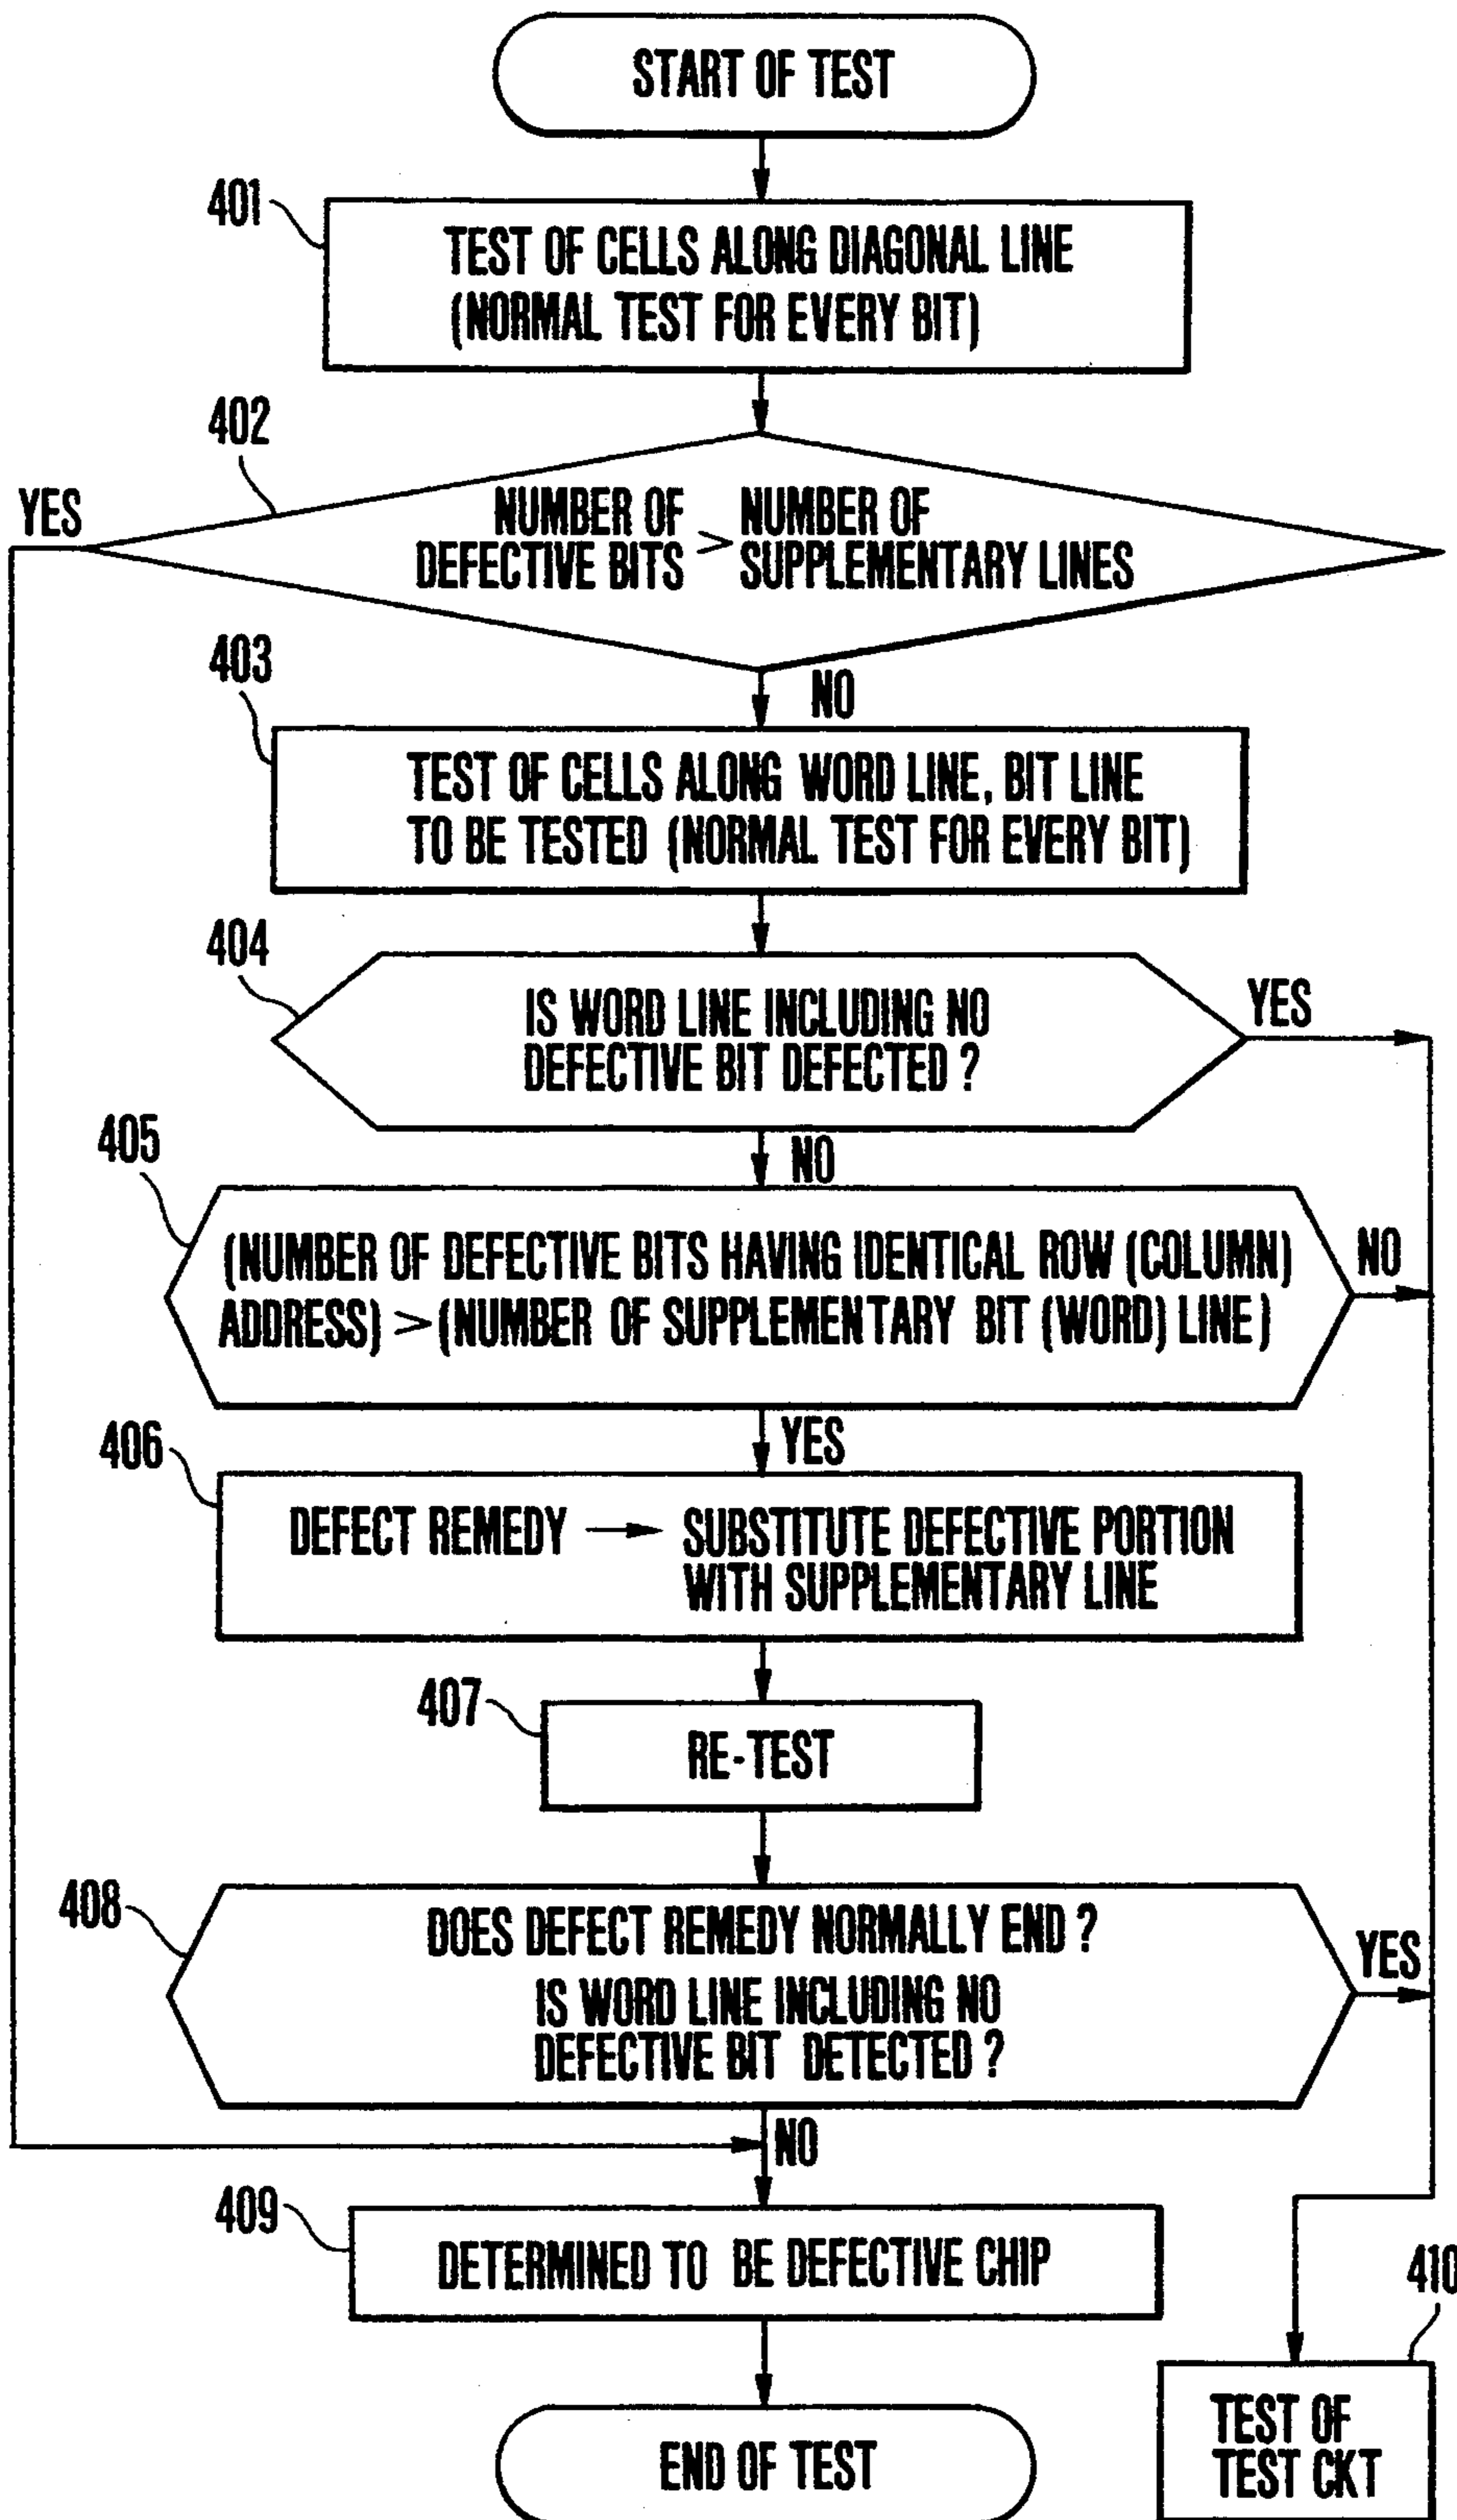 START OF TEST
401
TEST OF CELLS ALONG DIAGONAL LINE
(NORMAL TEST FOR EVERY BIT)
402
YES
NUMBER OF DEFECTIVE BITS > NUMBER OF SUPPLEMENTARY LINES
NO
403
TEST OF CELLS ALONG WORD LINE, BIT LINE
TO BE TESTED (NORMAL TEST FOR EVERY BIT)
404
IS WORD LINE INCLUDING NO
DEFECTIVE BIT DEFECTED ?
YES
NO
405
(NUMBER OF DEFECTIVE BITS HAVING IDENTICAL ROW (COLUMN)
ADDRESS) > (NUMBER OF SUPPLEMENTARY BIT (WORD) LINE)
NO
YES
406
DEFECT REMEDY → SUBSTITUTE DEFECTIVE PORTION
WITH SUPPLEMENTARY LINE
407
RE-TEST
408
DOES DEFECT REMEDY NORMALLY END ?
IS WORD LINE INCLUDING NO
DEFECTIVE BIT DETECTED ?
YES
NO
409
DETERMINED TO BE DEFECTIVE CHIP
410
END OF TEST
TEST OF
TEST CKT